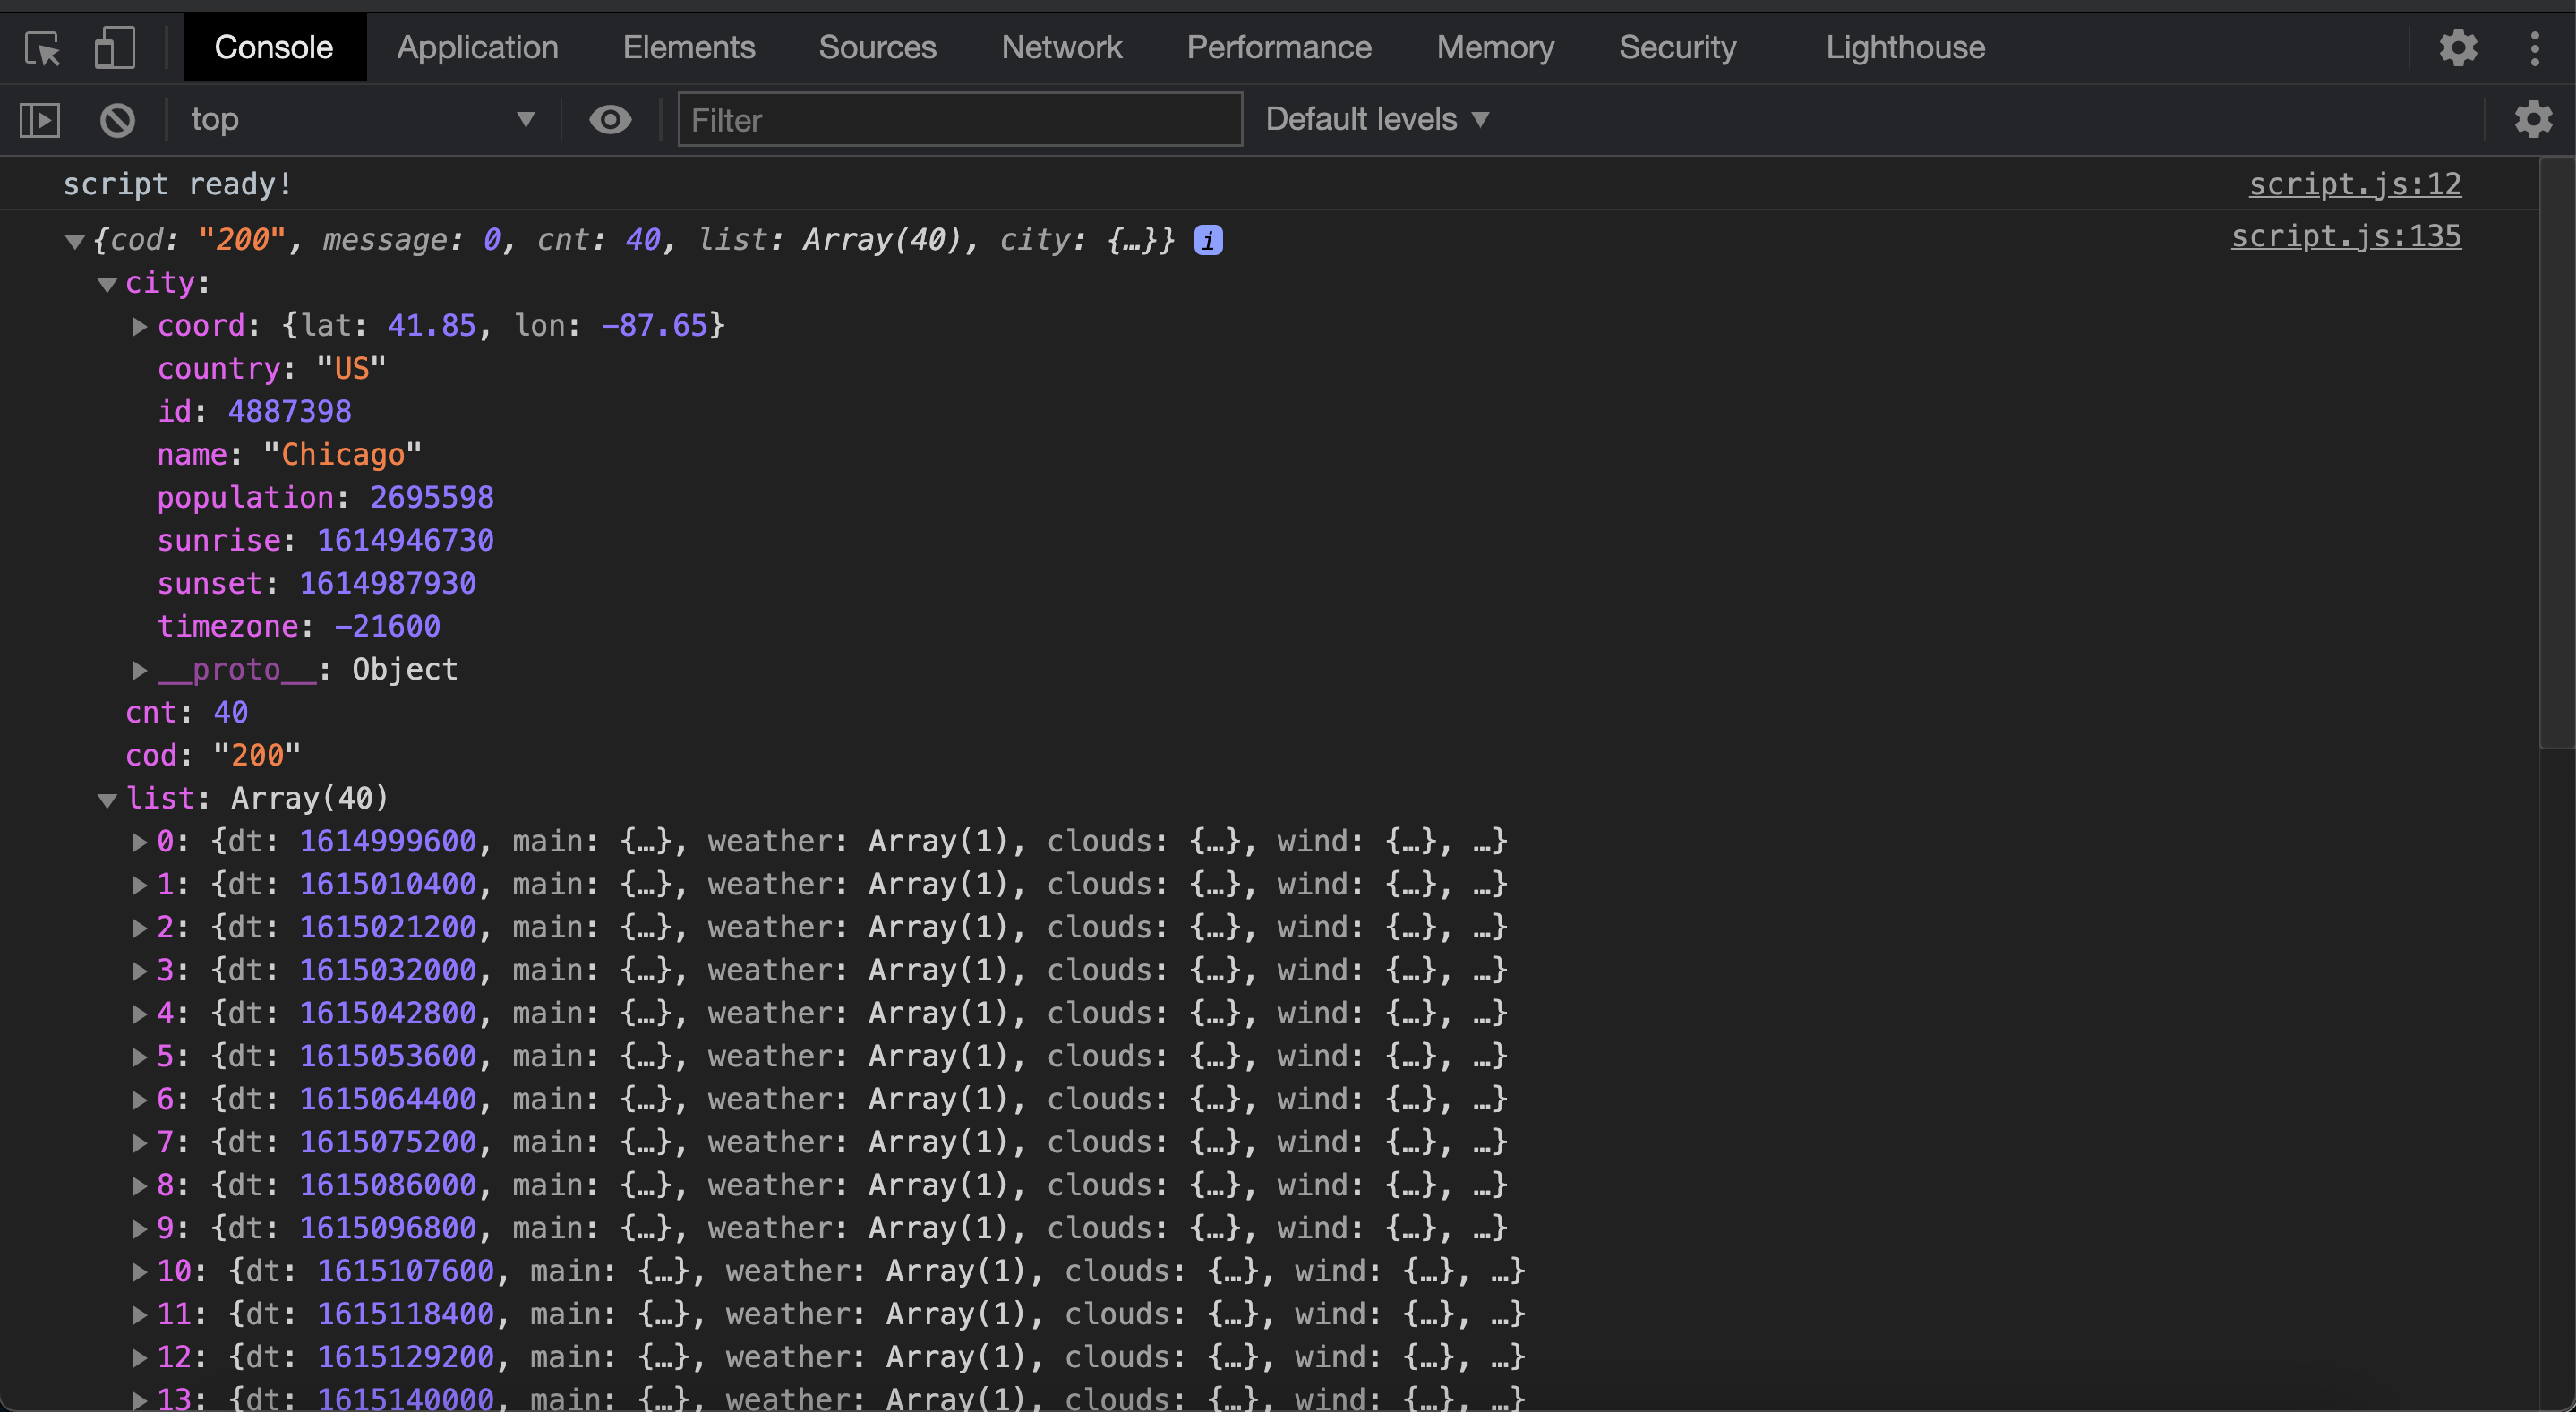 Console Application Elements Sources Network Performance Memory Security Lighthouse
top Filter Default levels
script ready! script.js:12
{cod: "200", message: 0, cnt: 40, list: Array(40), city: {…}} i script.js:135
city:
coord: {lat: 41.85, lon: -87.65}
country: "US"
id: 4887398
name: "Chicago"
population: 2695598
sunrise: 1614946730
sunset: 1614987930
timezone: -21600
__proto__: Object
cnt: 40
cod: "200"
list: Array(40)
0: {dt: 1614999600, main: {…}, weather: Array(1), clouds: {…}, wind: {…}, …}
1: {dt: 1615010400, main: {…}, weather: Array(1), clouds: {…}, wind: {…}, …}
2: {dt: 1615021200, main: {…}, weather: Array(1), clouds: {…}, wind: {…}, …}
3: {dt: 1615032000, main: {…}, weather: Array(1), clouds: {…}, wind: {…}, …}
4: {dt: 1615042800, main: {…}, weather: Array(1), clouds: {…}, wind: {…}, …}
5: {dt: 1615053600, main: {…}, weather: Array(1), clouds: {…}, wind: {…}, …}
6: {dt: 1615064400, main: {…}, weather: Array(1), clouds: {…}, wind: {…}, …}
7: {dt: 1615075200, main: {…}, weather: Array(1), clouds: {…}, wind: {…}, …}
8: {dt: 1615086000, main: {…}, weather: Array(1), clouds: {…}, wind: {…}, …}
9: {dt: 1615096800, main: {…}, weather: Array(1), clouds: {…}, wind: {…}, …}
10: {dt: 1615107600, main: {…}, weather: Array(1), clouds: {…}, wind: {…}, …}
11: {dt: 1615118400, main: {…}, weather: Array(1), clouds: {…}, wind: {…}, …}
12: {dt: 1615129200, main: {…}, weather: Array(1), clouds: {…}, wind: {…}, …}
13: {dt: 1615140000, main: {…}, weather: Array(1), clouds: {…}, wind: {…}, …}